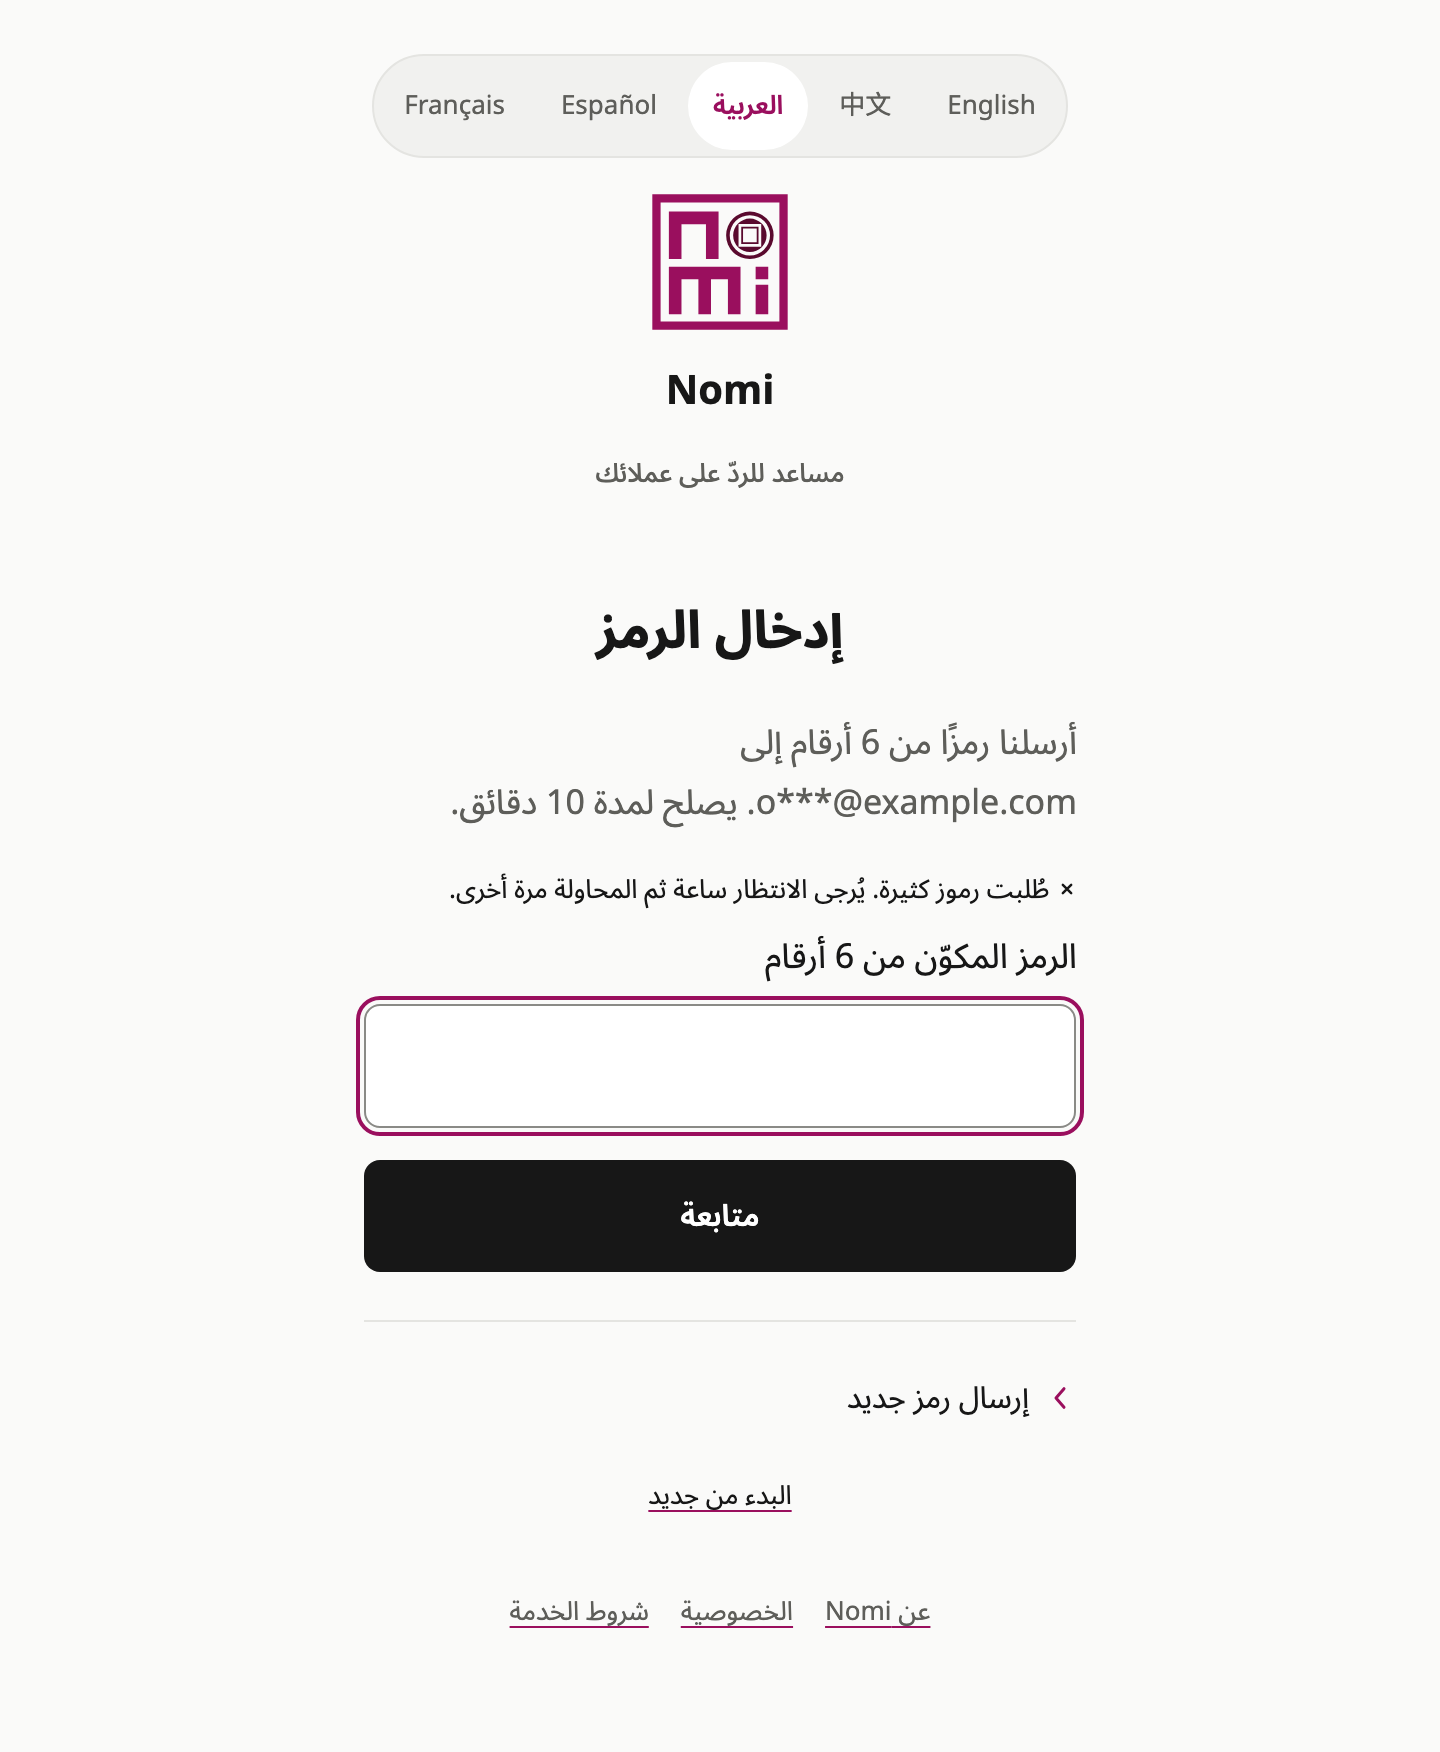 English
中文
العربية
Español
Français
nomi
Nomi
مساعد للردّ على عملائك
إدخال الرمز
أرسلنا رمزًا من 6 أرقام إلى
o***@example.com. يصلح لمدة 10 دقائق.
× طُلبت رموز كثيرة. يُرجى الانتظار ساعة ثم المحاولة مرة أخرى.
الرمز المكوّن من 6 أرقام
متابعة
إرسال رمز جديد
البدء من جديد
عن Nomi
الخصوصية
شروط الخدمة